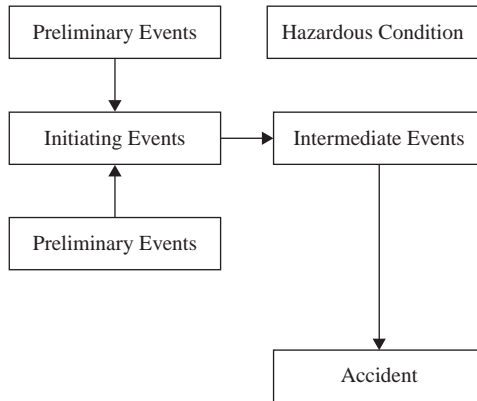 Preliminary Events
Hazardous Condition
Initiating Events
Intermediate Events
Preliminary Events
Accident